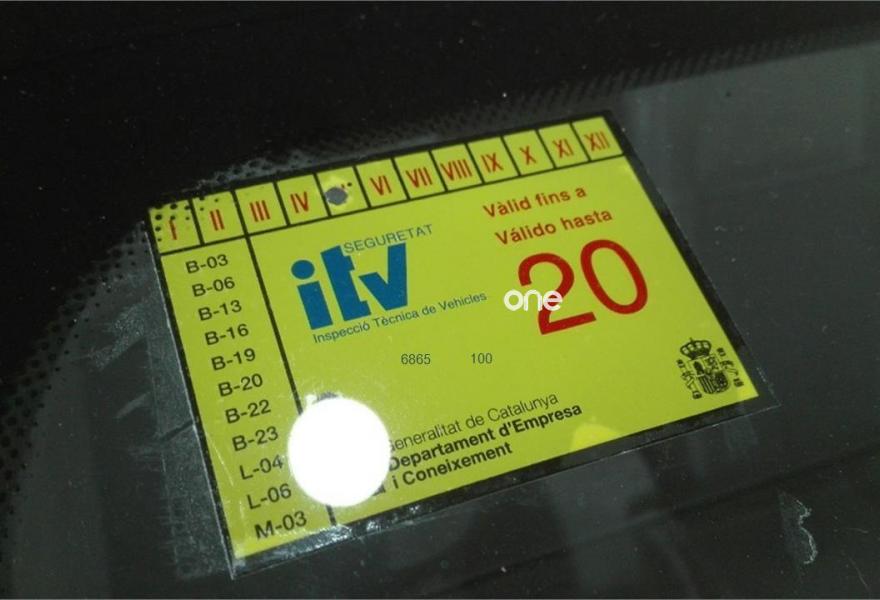 I II III IV VI VII VIII IX X XI XII
Vàlid fins a
Válido hasta
20
SEGURETAT
itv
Inspecció Tècnica de Vehicles
one
6865 100
B-03
B-06
B-13
B-16
B-19
B-20
B-22
B-23
L-04
L-06
M-03
Generalitat de Catalunya
Departament d'Empresa
i Coneixement